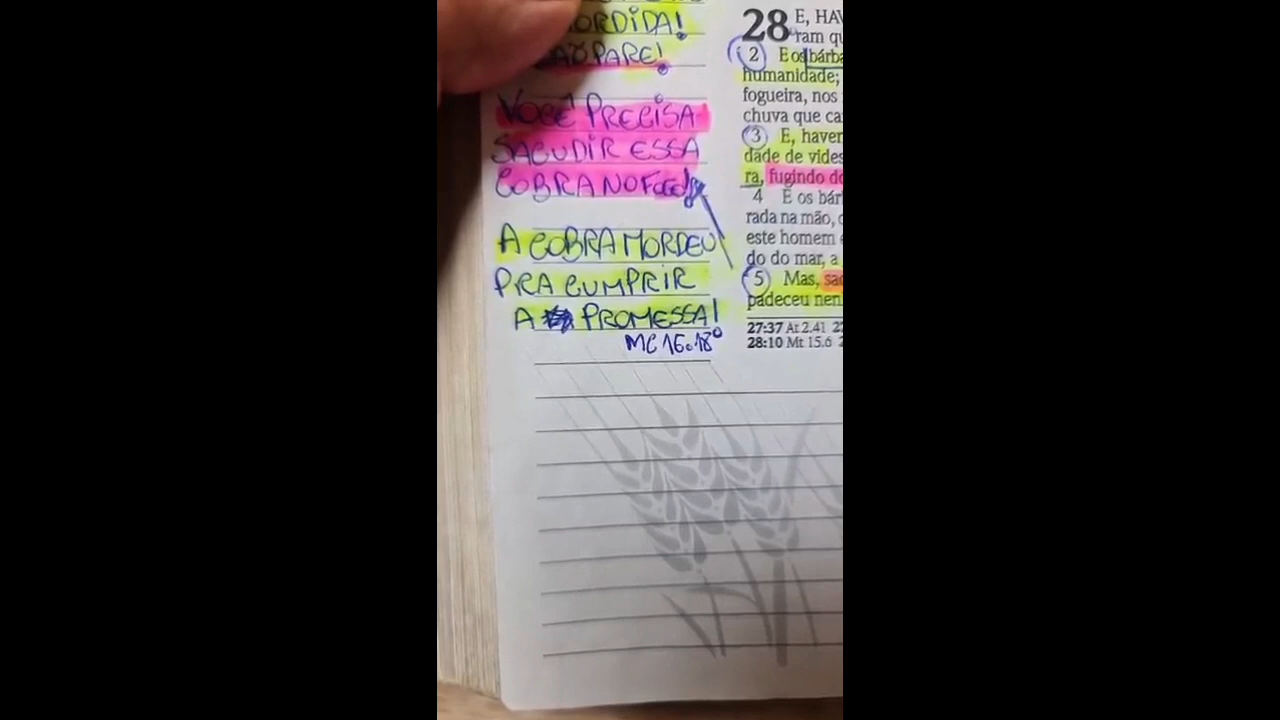 ORDIDA!
PARE!
VOCÊ PRECISA
SACUDIR ESSA
COBRA NO FOGO!
A COBRA MORDEU
PRA CUMPRIR
A PROMESSA!
MC 16.18
28 E, HAV
ram qu
2 E os bárba
humanidade;
fogueira, nos
chuva que ca
3 E, haven
dade de vides
ra, fugindo do
4 E os bár
rada na mão,
este homem
do do mar, a
5 Mas, sac
padeceu nen
27:37 At 2.41
28:10 Mt 15.6